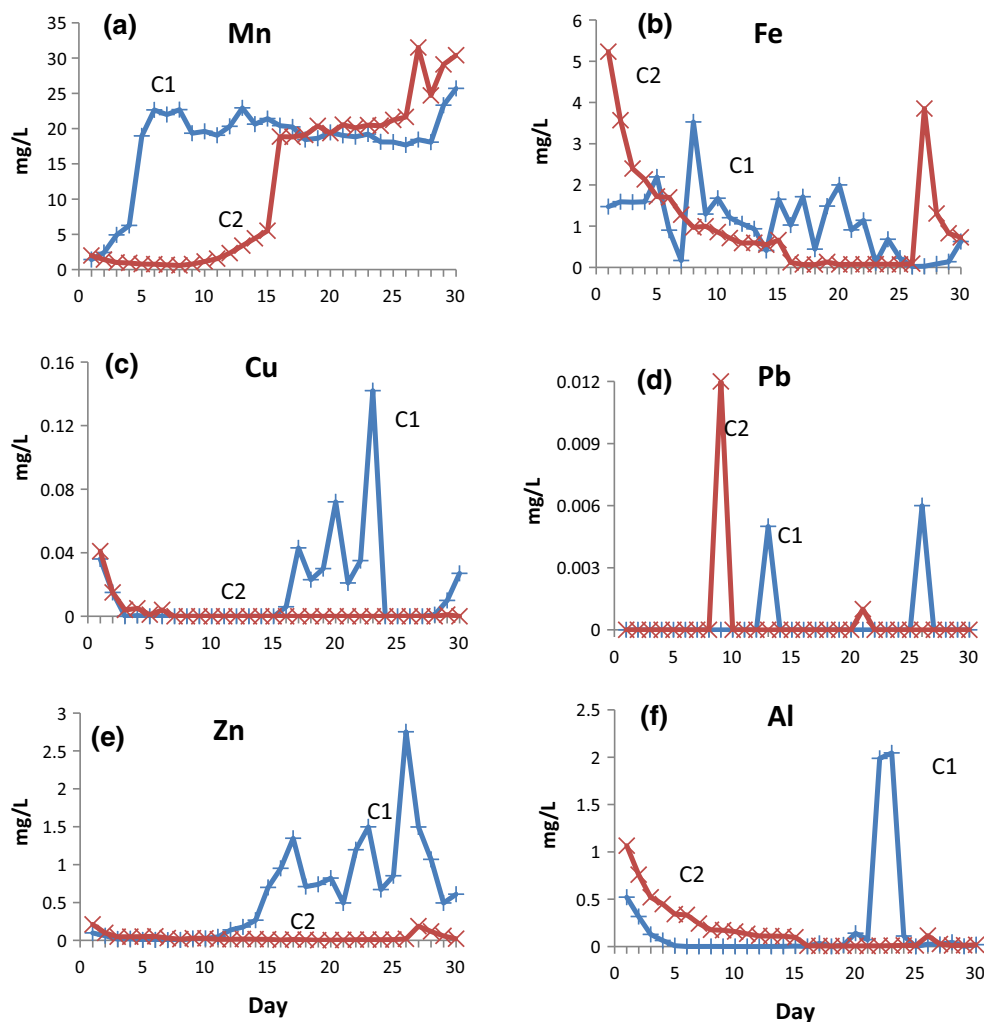 (a) Mn
mg/L
35
30
25
20
15
10
5
0
C1
C2
0 5 10 15 20 25 30
(b) Fe
mg/L
6
5
4
3
2
1
0
C2
C1
0 5 10 15 20 25 30
(c) Cu
mg/L
0.16
0.12
0.08
0.04
0
C1
C2
0 5 10 15 20 25 30
(d) Pb
mg/L
0.012
0.009
0.006
0.003
0
C2
C1
0 5 10 15 20 25 30
(e) Zn
mg/L
3
2.5
2
1.5
1
0.5
0
C1
C2
0 5 10 15 20 25 30
Day
(f) Al
mg/L
2.5
2
1.5
1
0.5
0
C1
C2
0 5 10 15 20 25 30
Day